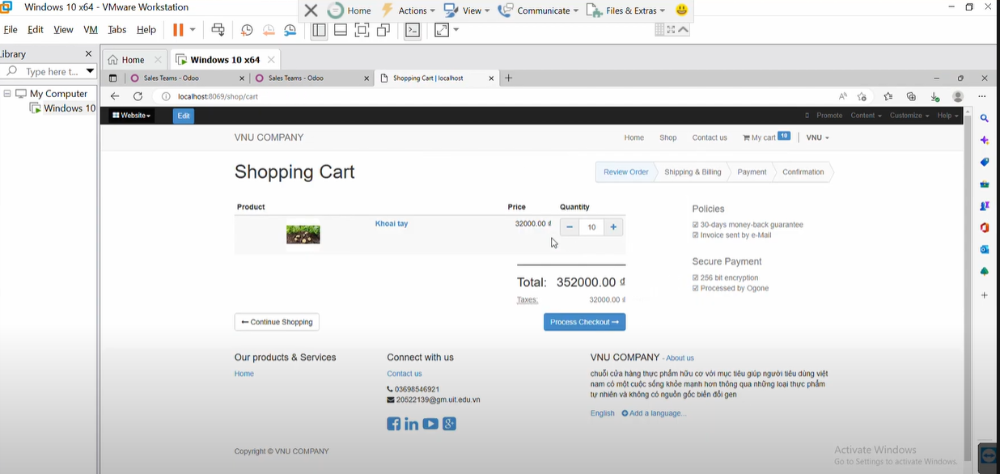 Windows 10 x64 - VMware Workstation
Home Actions View Communicate Files & Extras
File Edit View VM Tabs Help
Library
Home
Windows 10 x64
Type here t...
My Computer
Windows 10
Sales Teams - Odoo
Sales Teams - Odoo
Shopping Cart | localhost
localhost:8069/shop/cart
Website
Edit
Promote Content Customize Help
VNU COMPANY
Home Shop Contact us My cart 10 VNU
Shopping Cart
Review Order Shipping & Billing Payment Confirmation
Product Price Quantity
Khoai tay 32000.00 ₫ 10
Total: 352000.00 ₫
Taxes: 32000.00 ₫
Continue Shopping
Process Checkout
Policies
30-days money-back guarantee
Invoice sent by e-Mail
Secure Payment
256 bit encryption
Processed by Ogone
Our products & Services
Home
Connect with us
Contact us
03698546921
20522139@gm.uit.edu.vn
VNU COMPANY - About us
chuỗi cửa hàng thực phẩm hữu cơ với mục tiêu giúp người tiêu dùng việt
nam có một cuộc sống khỏe mạnh hơn thông qua những loại thực phẩm
tự nhiên và không có nguồn gốc biến đổi gen
English Add a language...
Copyright © VNU COMPANY
Activate Windows
Go to Settings to activate Windows.